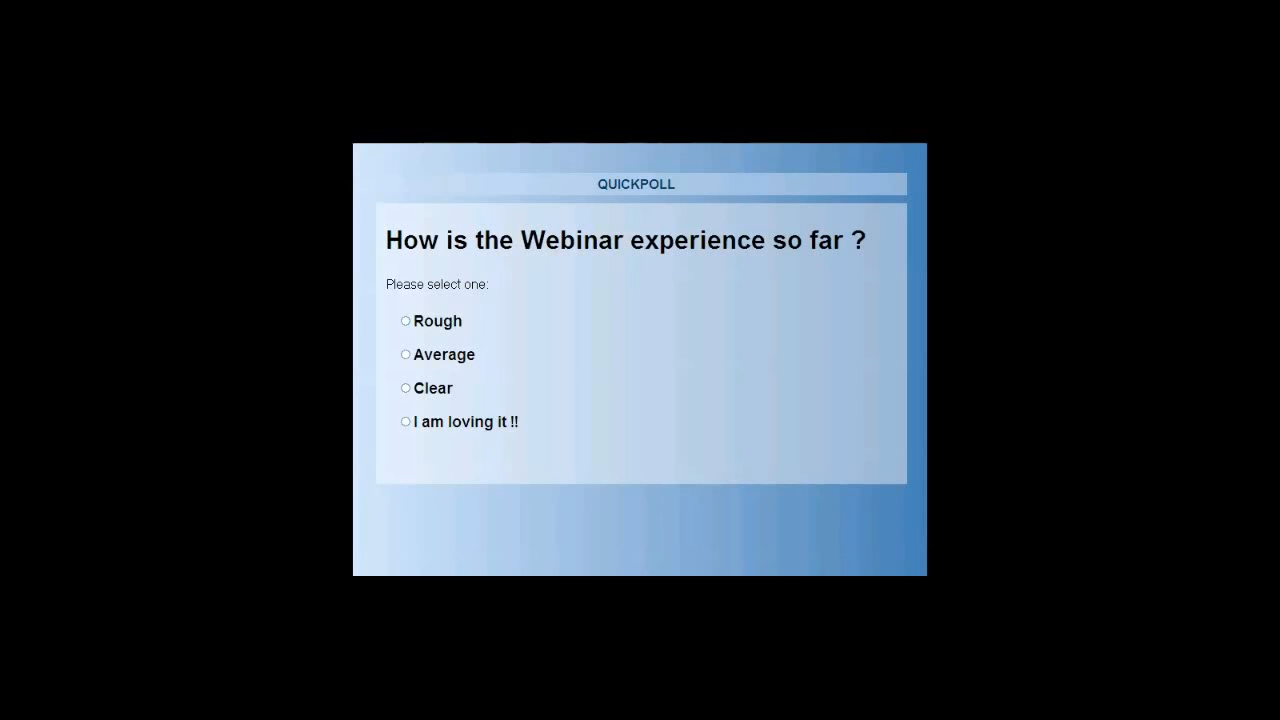 QUICKPOLL
How is the Webinar experience so far ?
Please select one:
Rough
Average
Clear
I am loving it !!